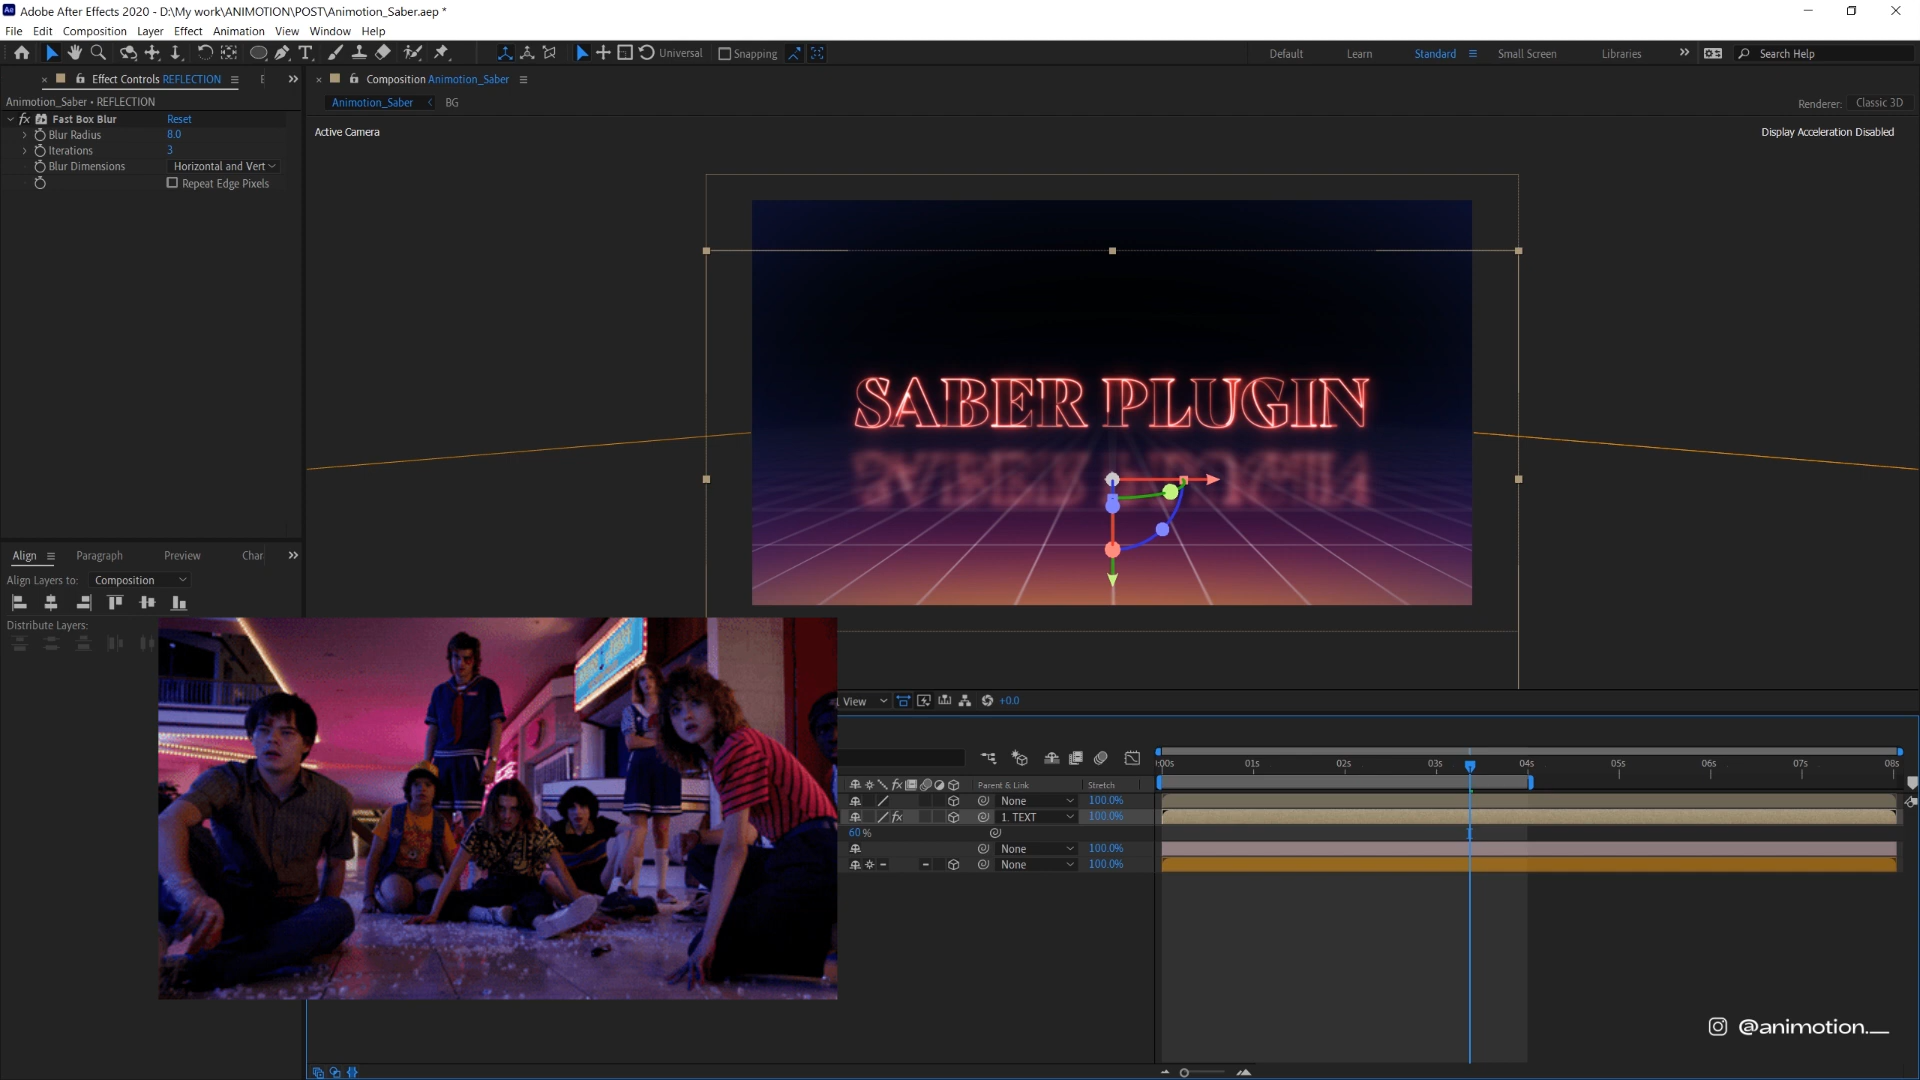 Adobe After Effects 2020 - D:\My work\ANIMOTION\POST\Animotion_Saber.aep *
File Edit Composition Layer Effect Animation View Window Help
Universal Snapping Default Learn Standard Small Screen Libraries Search Help
Effect Controls REFLECTION
Composition Animotion_Saber
Animotion_Saber • REFLECTION
Animotion_Saber BG
Renderer: Classic 3D
fx Fast Box Blur Reset
Blur Radius 8.0
Iterations 3
Blur Dimensions Horizontal and Vert
Repeat Edge Pixels
Active Camera
Display Acceleration Disabled
SABER PLUGIN
Align Paragraph Preview Char
Align Layers to: Composition
Distribute Layers:
View +0.0
:00s 01s 02s 03s 04s 05s 06s 07s 08s
fx Parent & Link Stretch
None 100.0%
fx 1. TEXT 100.0%
60 %
None 100.0%
None 100.0%
@animotion.__